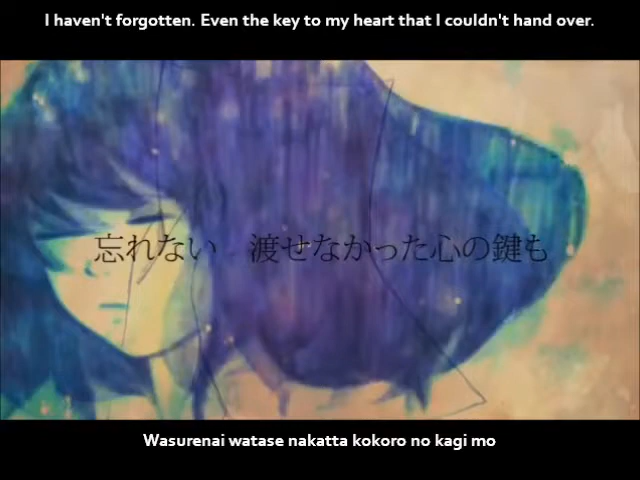 I haven't forgotten. Even the key to my heart that I couldn't hand over.
忘れない　渡せなかった心の鍵も
Wasurenai watase nakatta kokoro no kagi mo